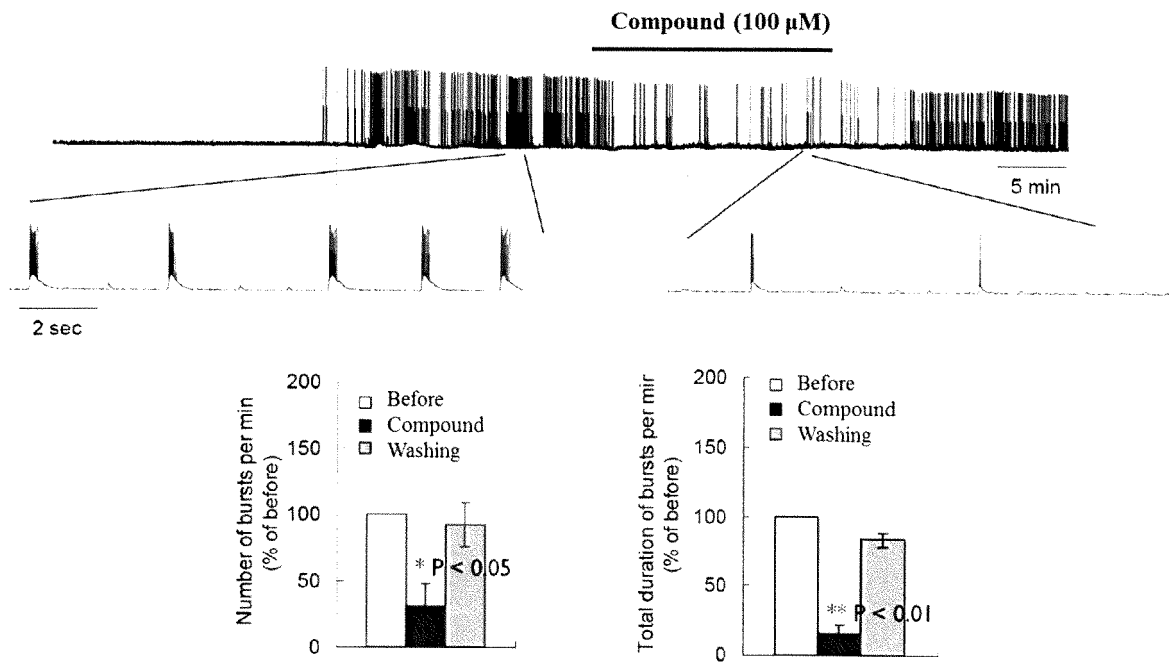 Compound (100 µM)
5 min
2 sec
Number of bursts per min
(% of before)
200
150
100
50
0
Before
Compound
Washing
* P < 0.05
Total duration of bursts per mir
(% of before)
200
150
100
50
0
Before
Compound
Washing
** P < 0.01